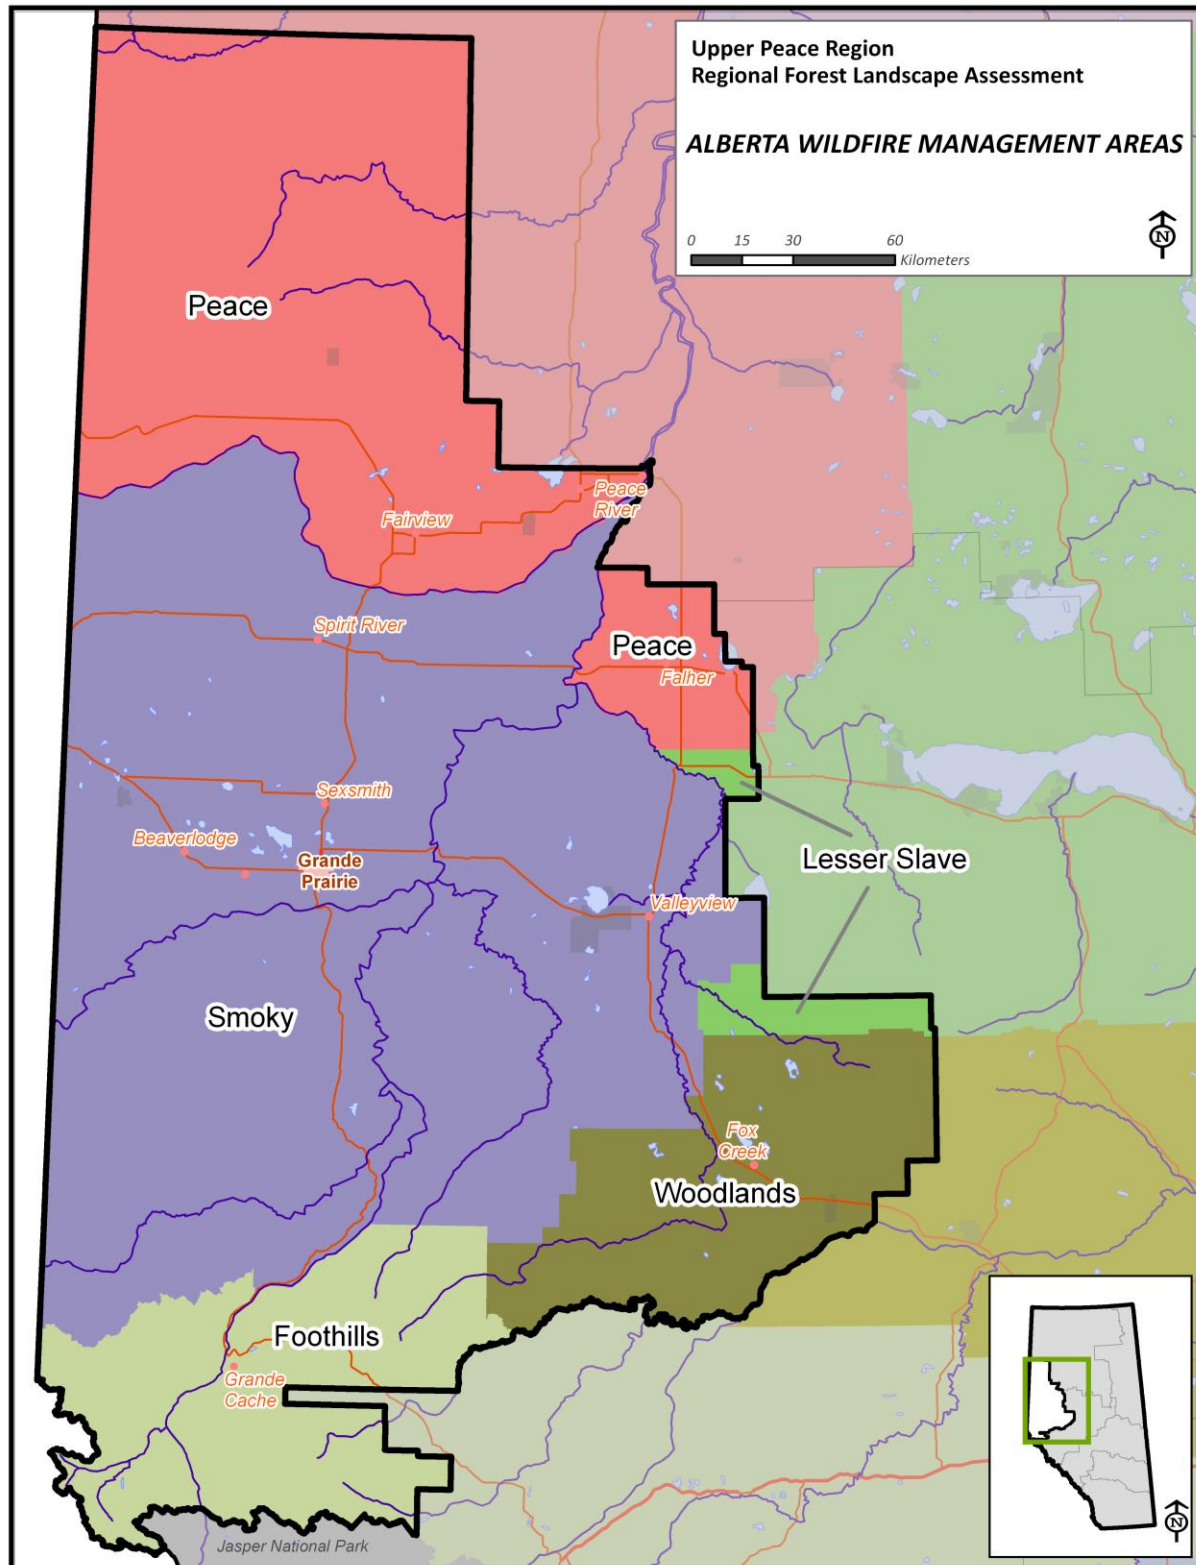 Upper Peace Region
Regional Forest Landscape Assessment
ALBERTA WILDFIRE MANAGEMENT AREAS
0 15 30 60
Kilometers
N
Peace
Peace
River
Fairview
Spirit River
Peace
Falher
Sexsmith
Beaverlodge
Grande
Prairie
Lesser Slave
Valleyview
Smoky
Fox
Creek
Woodlands
Foothills
Grande
Cache
Jasper National Park
N